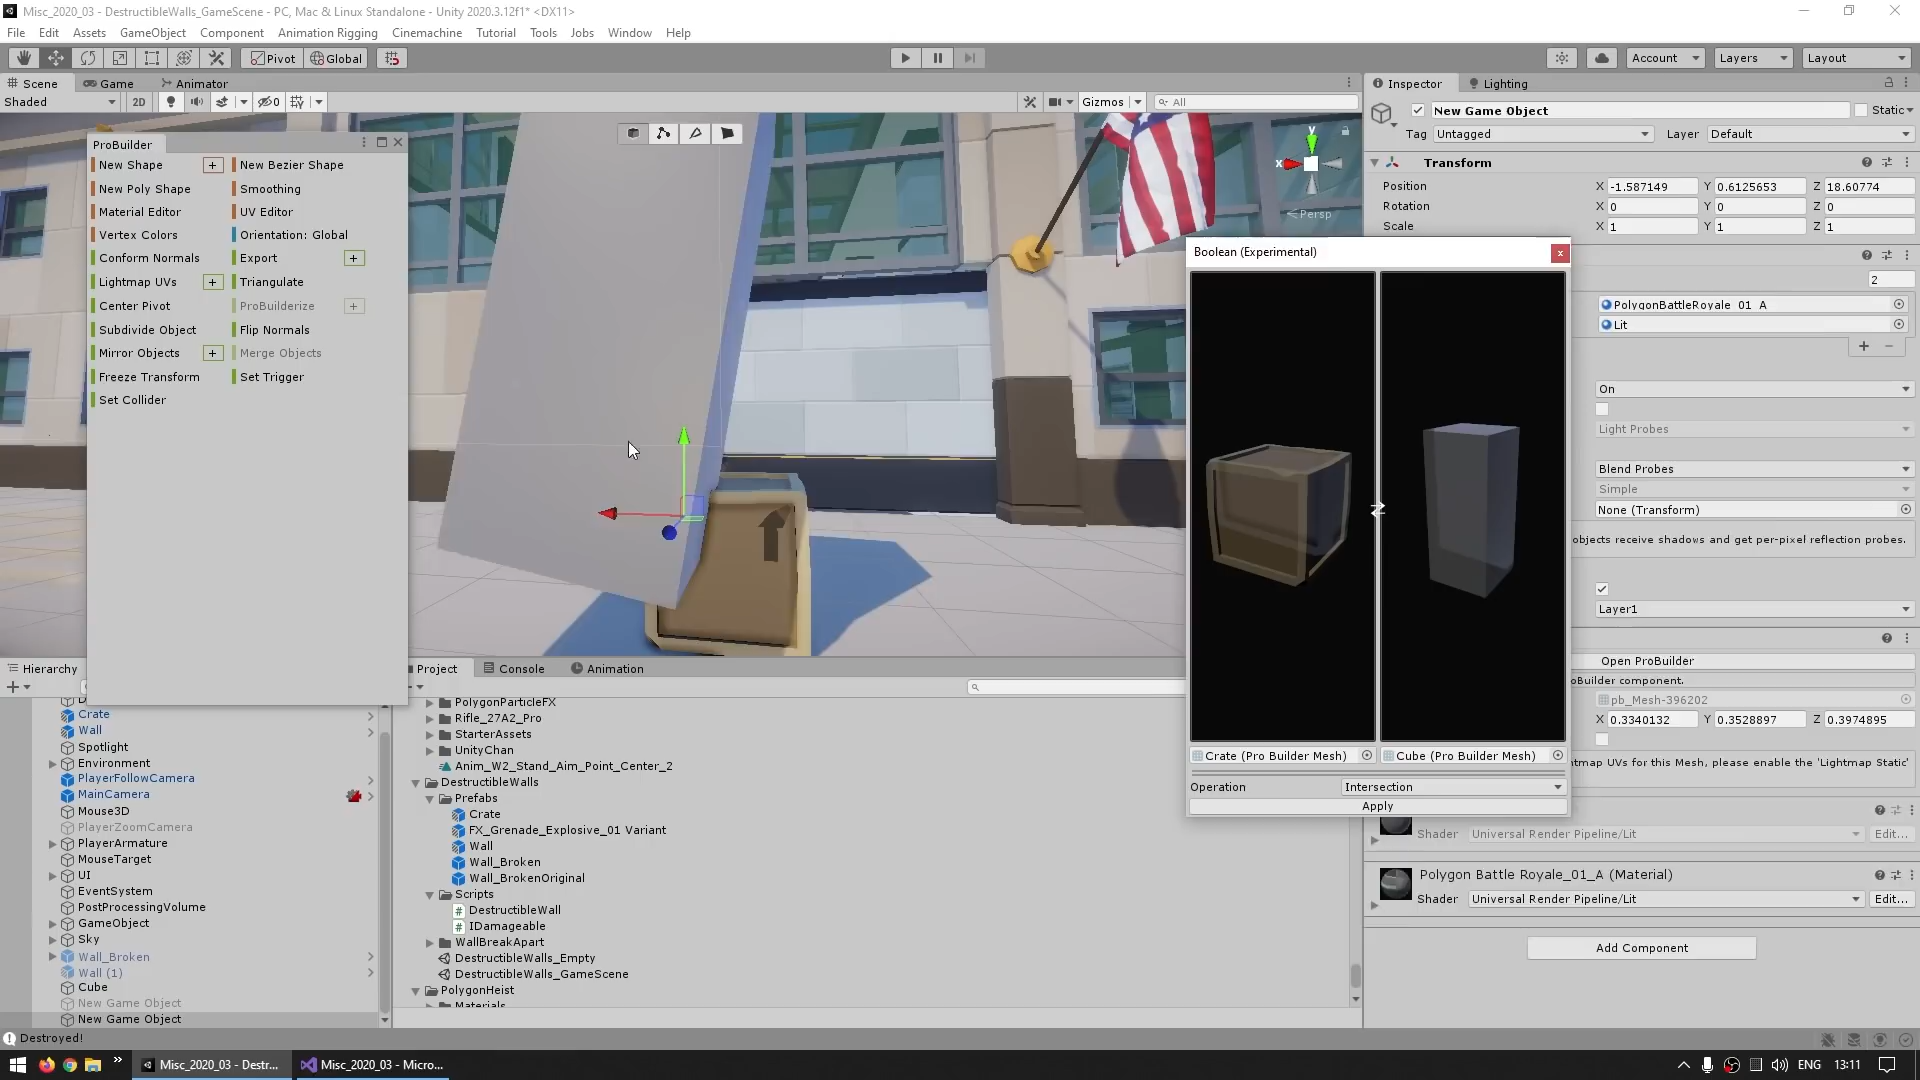 Misc_2020_03 - DestructibleWalls_GameScene - PC, Mac & Linux Standalone - Unity 2020.3.12f1* <DX11>
File Edit Assets GameObject Component Animation Rigging Cinemachine Tutorial Tools Jobs Window Help
Pivot Global Account Layers Layout
Scene Game Animator
Shaded 2D 0 Gizmos All
Inspector Lighting
New Game Object Static
Tag Untagged Layer Default
Transform
Position X -1.587149 Y 0.6125653 Z 18.60774
Rotation X 0 Y 0 Z 0
Scale X 1 Y 1 Z 1
2
PolygonBattleRoyale_01_A
Lit
On
Light Probes
Blend Probes
Simple
None (Transform)
objects receive shadows and get per-pixel reflection probes.
Layer1
Open ProBuilder
oBuilder component.
pb_Mesh-396202
X 0.3340132 Y 0.3528897 Z 0.3974895
tmap UVs for this Mesh, please enable the 'Lightmap Static'
Shader Universal Render Pipeline/Lit Edit...
Polygon Battle Royale_01_A (Material)
Shader Universal Render Pipeline/Lit Edit...
Add Component
ProBuilder
New Shape New Bezier Shape
New Poly Shape Smoothing
Material Editor UV Editor
Vertex Colors Orientation: Global
Conform Normals Export
Lightmap UVs Triangulate
Center Pivot ProBuilderize
Subdivide Object Flip Normals
Mirror Objects Merge Objects
Freeze Transform Set Trigger
Set Collider
y
x
Persp
Boolean (Experimental)
Crate (Pro Builder Mesh) Cube (Pro Builder Mesh)
Operation Intersection
Apply
Hierarchy
Crate
Wall
Spotlight
Environment
PlayerFollowCamera
MainCamera
Mouse3D
PlayerZoomCamera
PlayerArmature
MouseTarget
UI
EventSystem
PostProcessingVolume
GameObject
Sky
Wall_Broken
Wall (1)
Cube
New Game Object
New Game Object
Project Console Animation
PolygonParticleFX
Rifle_27A2_Pro
StarterAssets
UnityChan
Anim_W2_Stand_Aim_Point_Center_2
DestructibleWalls
Prefabs
Crate
FX_Grenade_Explosive_01 Variant
Wall
Wall_Broken
Wall_BrokenOriginal
Scripts
DestructibleWall
IDamageable
WallBreakApart
DestructibleWalls_Empty
DestructibleWalls_GameScene
PolygonHeist
Materials
Destroyed!
Misc_2020_03 - Destr... Misc_2020_03 - Micro... ENG 13:11